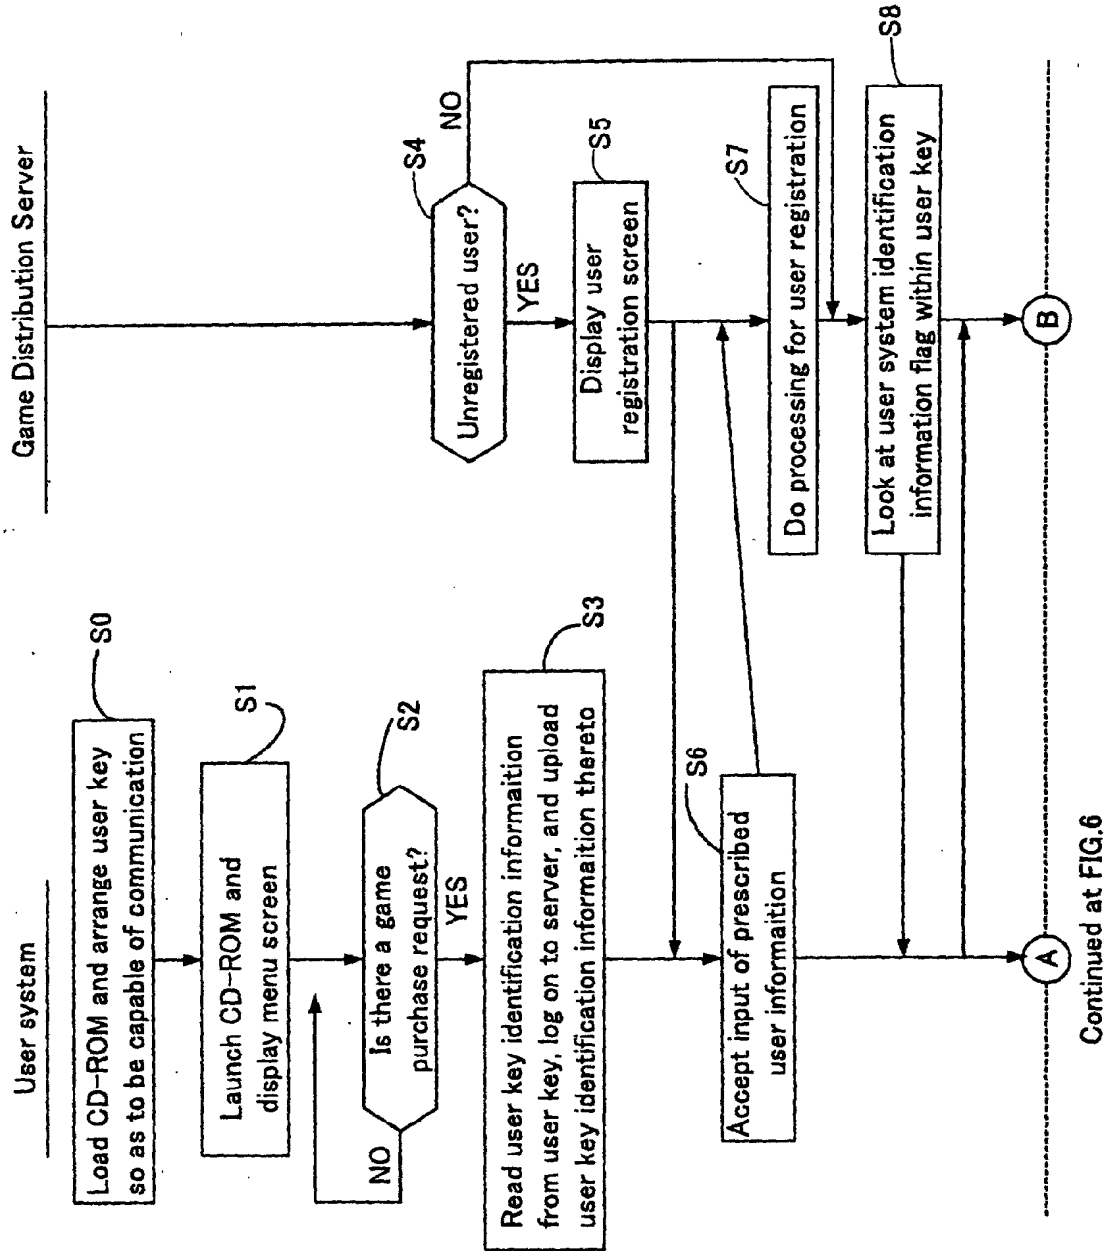 User system
Game Distribution Server
S0
Load CD-ROM and arrange user key
so as to be capable of communication
S1
Launch CD-ROM and
display menu screen
S2
Is there a game
purchase request?
NO
YES
S3
Read user key identification informaition
from user key, log on to server, and upload
user key identification informaition thereto
S4
Unregistered user?
NO
YES
S5
Display user
registration screen
S6
Accept input of prescribed
user informaition
S7
Do processing for user registration
S8
Look at user system identification
information flag within user key
A
B
Continued at FIG.6